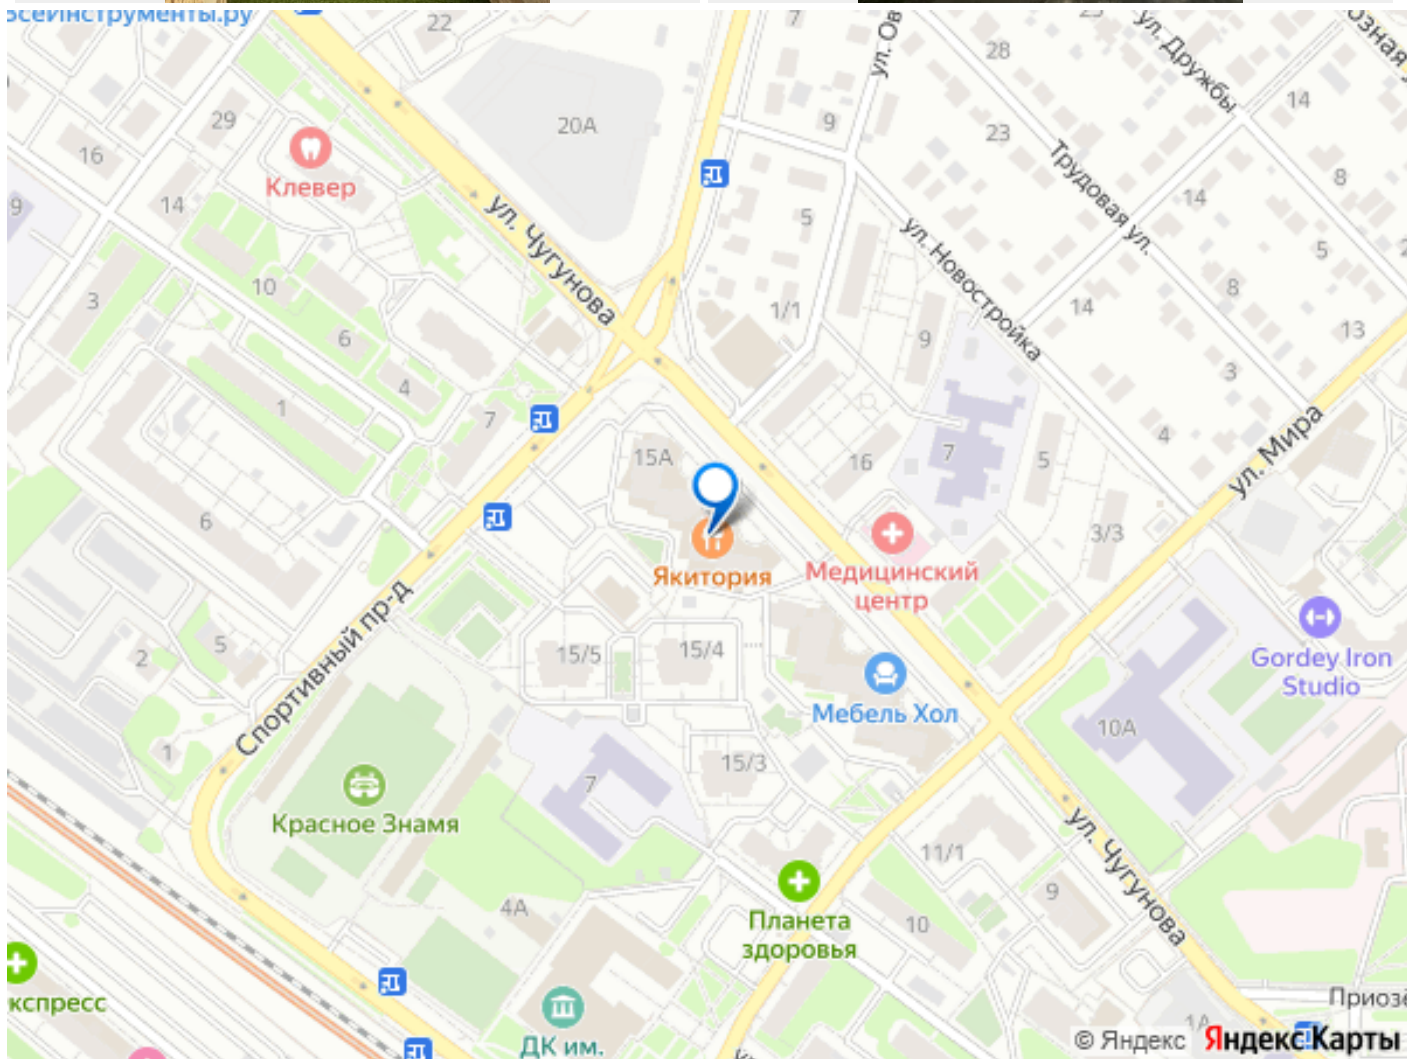 22
7
ул. Ов
28
ул. Дружбы
14
29
20А
9
23
16
Клевер
Трудовая ул.
8
9
14
14
ул. Чугунова
5
ул. Новостройка
5
10
3
1/1
14
8
13
6
9
3
4
1
7
4
ул. Мира
15А
16
7
5
6
3/3
Якитория
Медицинский
центр
Спортивный пр-д
5
2
15/5
15/4
Gordey Iron
Studio
Мебель Хол
10А
1
15/3
7
Красное Знамя
ул. Чугунова
11/1
9
4А
Планета
здоровья
10
кспресс
ДК им.
1А
© Яндекс Яндекс Карты